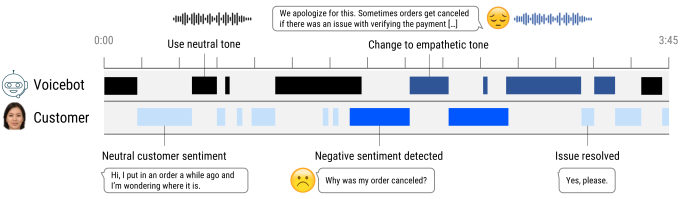 We apologize for this. Sometimes orders get canceled
if there was an issue with verifying the payment [...]
0:00
3:45
Use neutral tone
Change to empathetic tone
Voicebot
Customer
Neutral customer sentiment
Negative sentiment detected
Issue resolved
Hi, I put in an order a while ago and
I'm wondering where it is.
Why was my order canceled?
Yes, please.